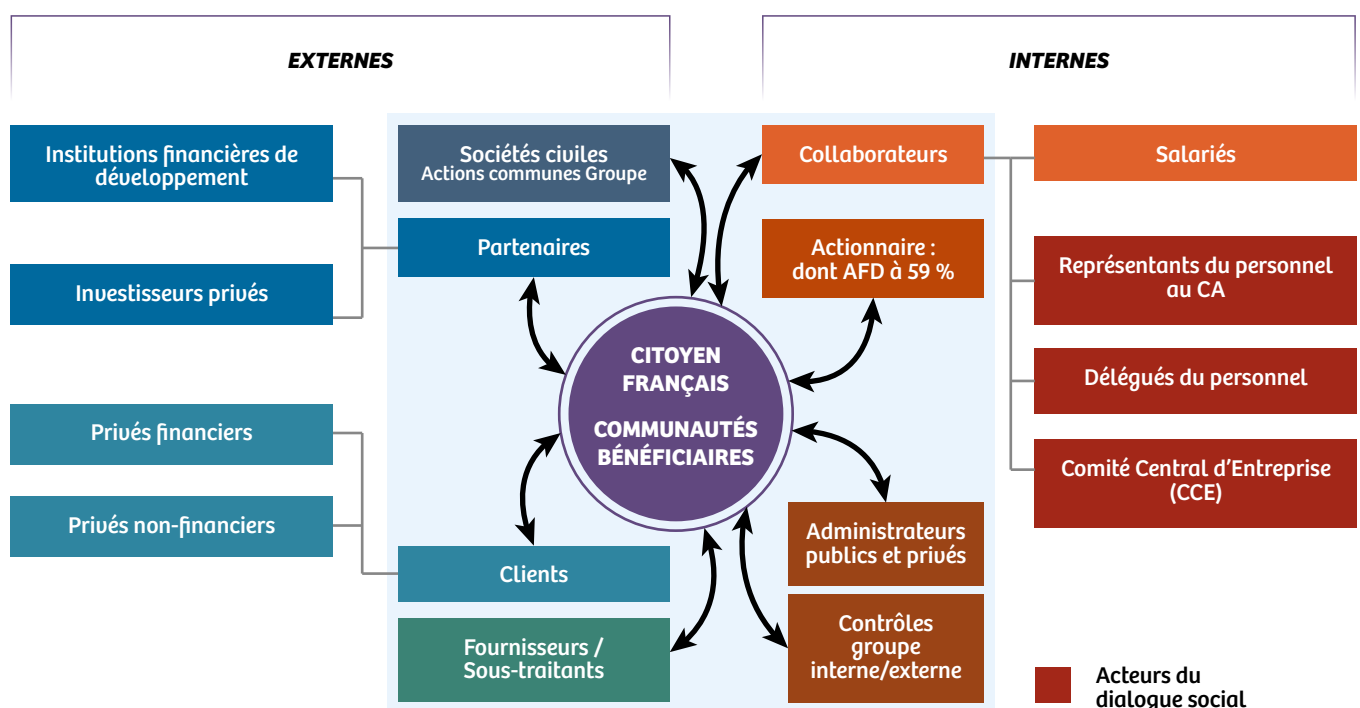 EXTERNES
INTERNES
Institutions financières de
développement
Investisseurs privés
Privés financiers
Privés non-financiers
Sociétés civiles
Actions communes Groupe
Partenaires
Clients
Fournisseurs /
Sous-traitants
CITOYEN
FRANÇAIS
COMMUNAUTÉS
BÉNÉFICIAIRES
Collaborateurs
Actionnaire :
dont AFD à 59 %
Administrateurs
publics et privés
Contrôles
groupe
interne/externe
Salariés
Représentants du personnel
au CA
Délégués du personnel
Comité Central d'Entreprise
(CCE)
Acteurs du
dialogue social